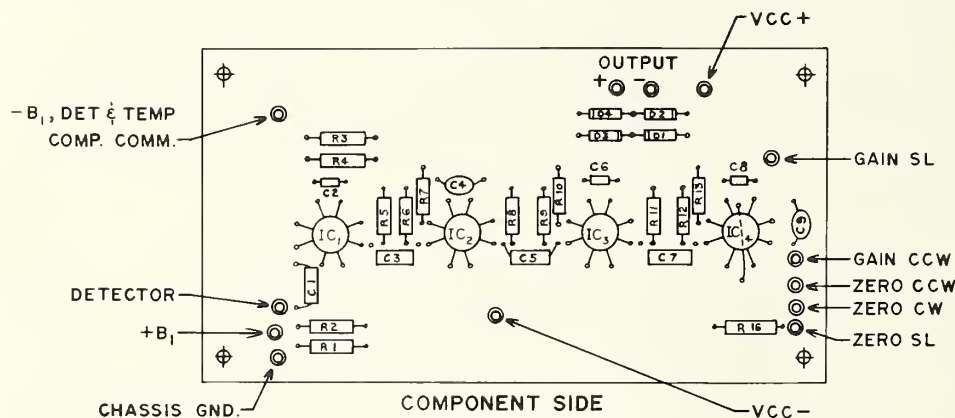 VCC+
OUTPUT
+ -
-B₁, DET & TEMP
COMP. COMM.
D4 D2
D3 D1
R3
R4
GAIN SL
C2
R7
C4
R10
C6
R13
C8
R5
R6
R8
R9
R11
R12
C9
IC₁
IC₂
IC₃
IC₄
C3
C5
C7
GAIN CCW
C1
ZERO CCW
DETECTOR
ZERO CW
+B₁
R2
R16
ZERO SL
R1
CHASSIS GND.
COMPONENT SIDE
VCC-